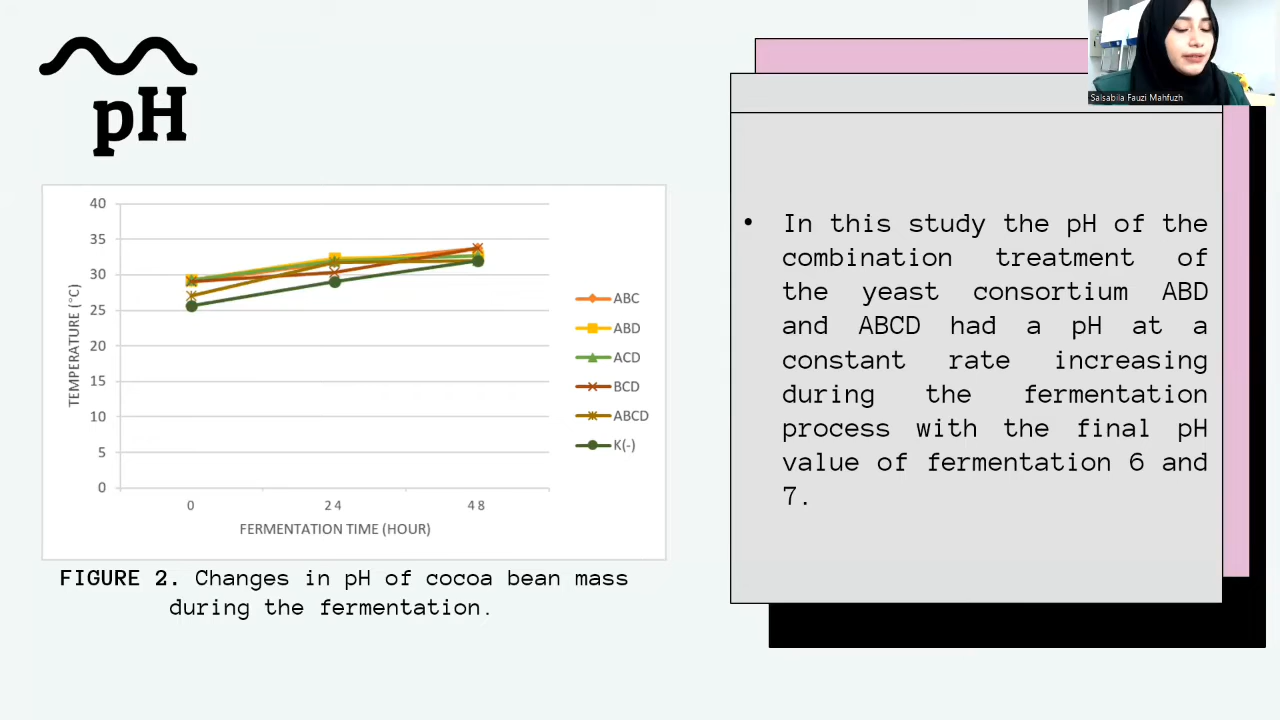 pH
Salsabila Fauzi Mahfuzh
40
35
30
25
20
15
10
5
0
TEMPERATURE (°C)
0 24 48
FERMENTATION TIME (HOUR)
ABC
ABD
ACD
BCD
ABCD
K(-)
FIGURE 2. Changes in pH of cocoa bean mass
during the fermentation.
• In this study the pH of the
combination treatment of
the yeast consortium ABD
and ABCD had a pH at a
constant rate increasing
during the fermentation
process with the final pH
value of fermentation 6 and
7.